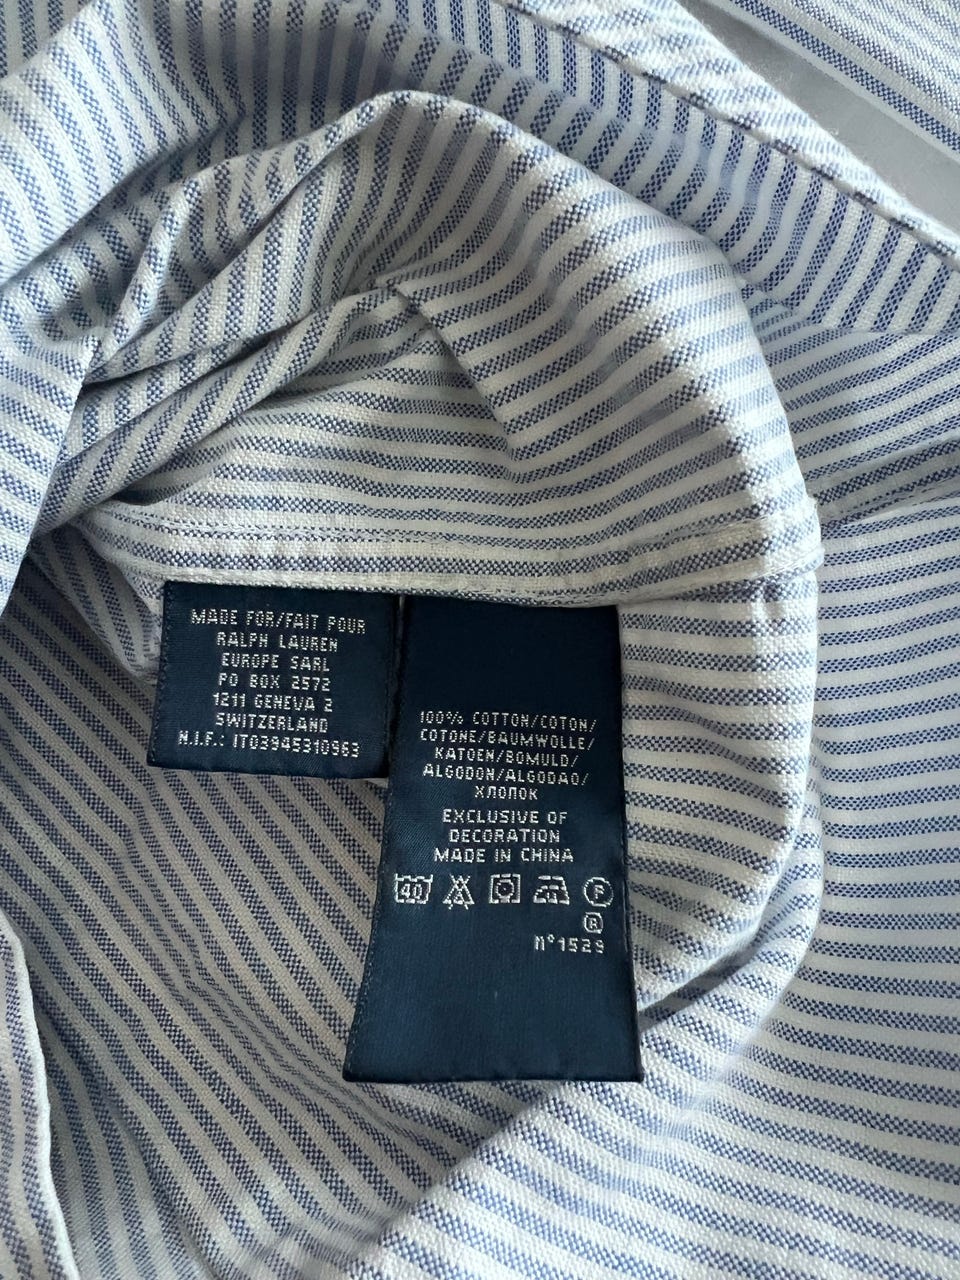 MADE FOR/FAIT POUR
RALPH LAUREN
EUROPE SARL
PO BOX 2572
1211 GENEVA 2
SWITZERLAND
N.I.F.: IT03945310963
100% COTTON/COTON/
COTONE/BAUMWOLLE/
KATOEN/BOMULD/
ALGODON/ALGODAO/
ХЛОПОК
EXCLUSIVE OF
DECORATION
MADE IN CHINA
40 P
R
n°1529